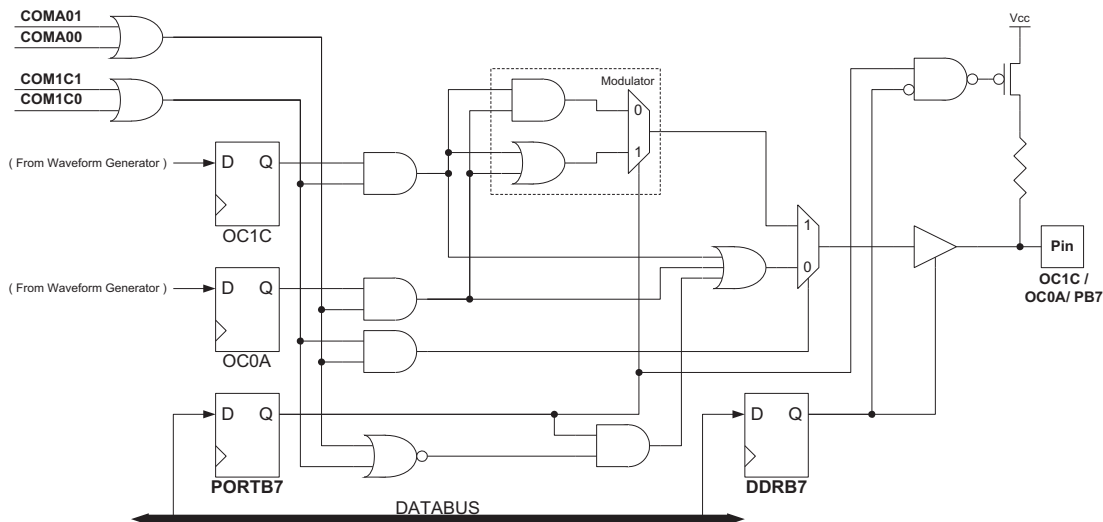 COMA01
COMA00
COM1C1
COM1C0
Vcc
Modulator
0
1
( From Waveform Generator )
D Q
OC1C
1
0
Pin
OC1C /
OC0A/ PB7
( From Waveform Generator )
D Q
OC0A
D Q
PORTB7
D Q
DDRB7
DATABUS